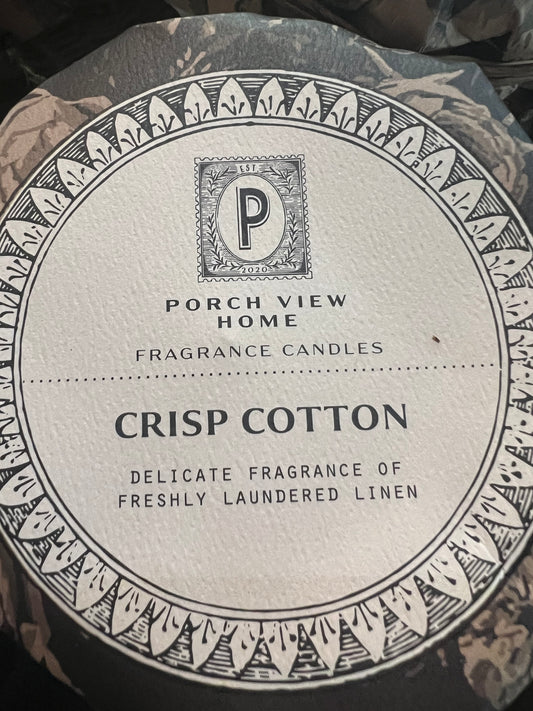 EST.
P
2020
PORCH VIEW
HOME
FRAGRANCE CANDLES
CRISP COTTON
DELICATE FRAGRANCE OF
FRESHLY LAUNDERED LINEN